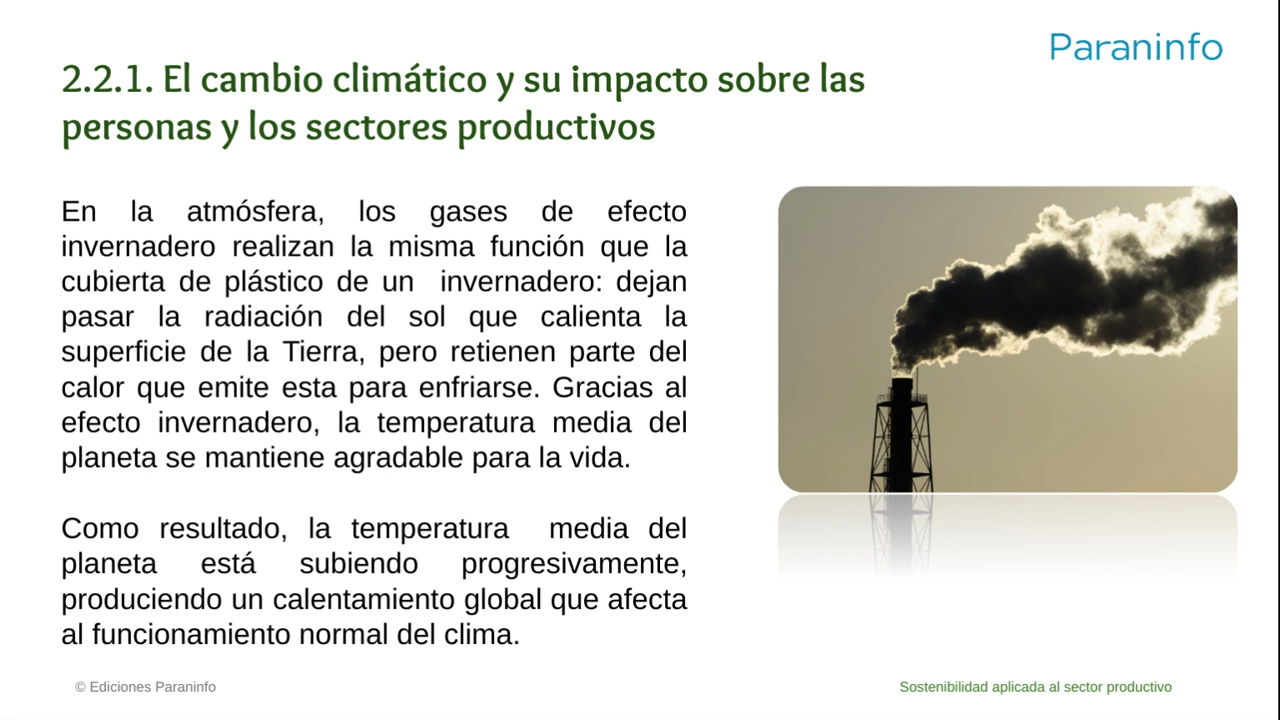 Paraninfo
2.2.1. El cambio climático y su impacto sobre las
personas y los sectores productivos
En la atmósfera, los gases de efecto
invernadero realizan la misma función que la
cubierta de plástico de un invernadero: dejan
pasar la radiación del sol que calienta la
superficie de la Tierra, pero retienen parte del
calor que emite esta para enfriarse. Gracias al
efecto invernadero, la temperatura media del
planeta se mantiene agradable para la vida.
Como resultado, la temperatura media del
planeta está subiendo progresivamente,
produciendo un calentamiento global que afecta
al funcionamiento normal del clima.
© Ediciones Paraninfo
Sostenibilidad aplicada al sector productivo